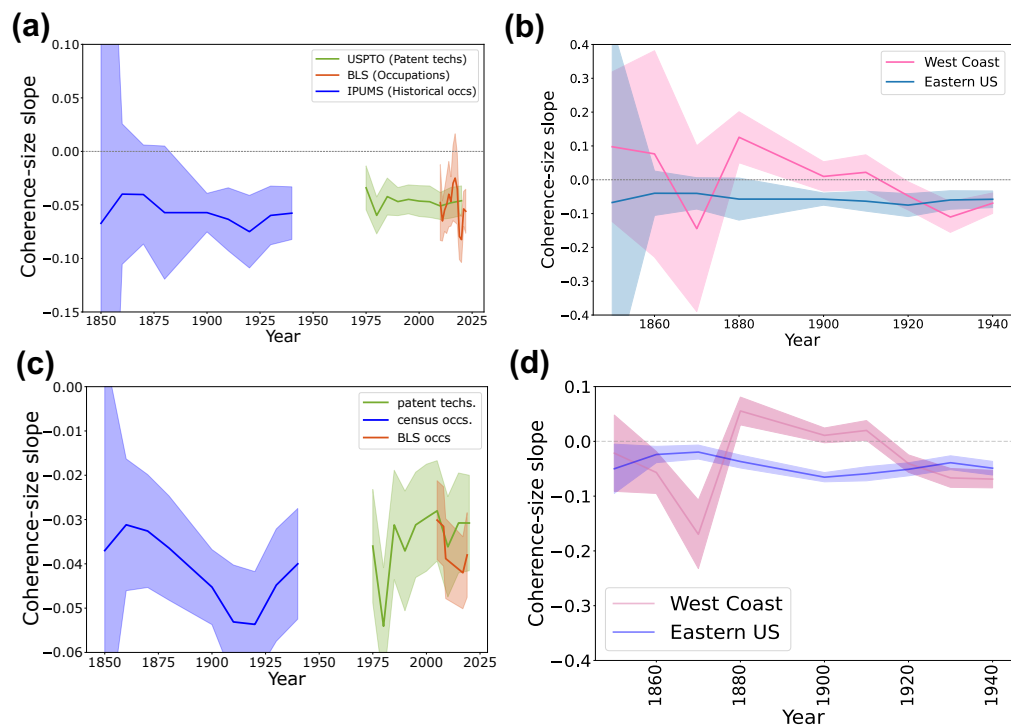 (a)
0.10
0.05
0.00
−0.05
−0.10
−0.15
Coherence-size slope
USPTO (Patent techs)
BLS (Occupations)
IPUMS (Historical occs)
1850 1875 1900 1925 1950 1975 2000 2025
Year
(b)
0.4
0.3
0.2
0.1
0.0
−0.1
−0.2
−0.3
−0.4
Coherence-size slope
West Coast
Eastern US
1860 1880 1900 1920 1940
Year
(c)
0.00
−0.01
−0.02
−0.03
−0.04
−0.05
−0.06
Coherence-size slope
patent techs.
census occs.
BLS occs
1850 1875 1900 1925 1950 1975 2000 2025
Year
(d)
0.1
0.0
−0.1
−0.2
−0.3
−0.4
Coherence-size slope
West Coast
Eastern US
1860 1880 1900 1920 1940
Year